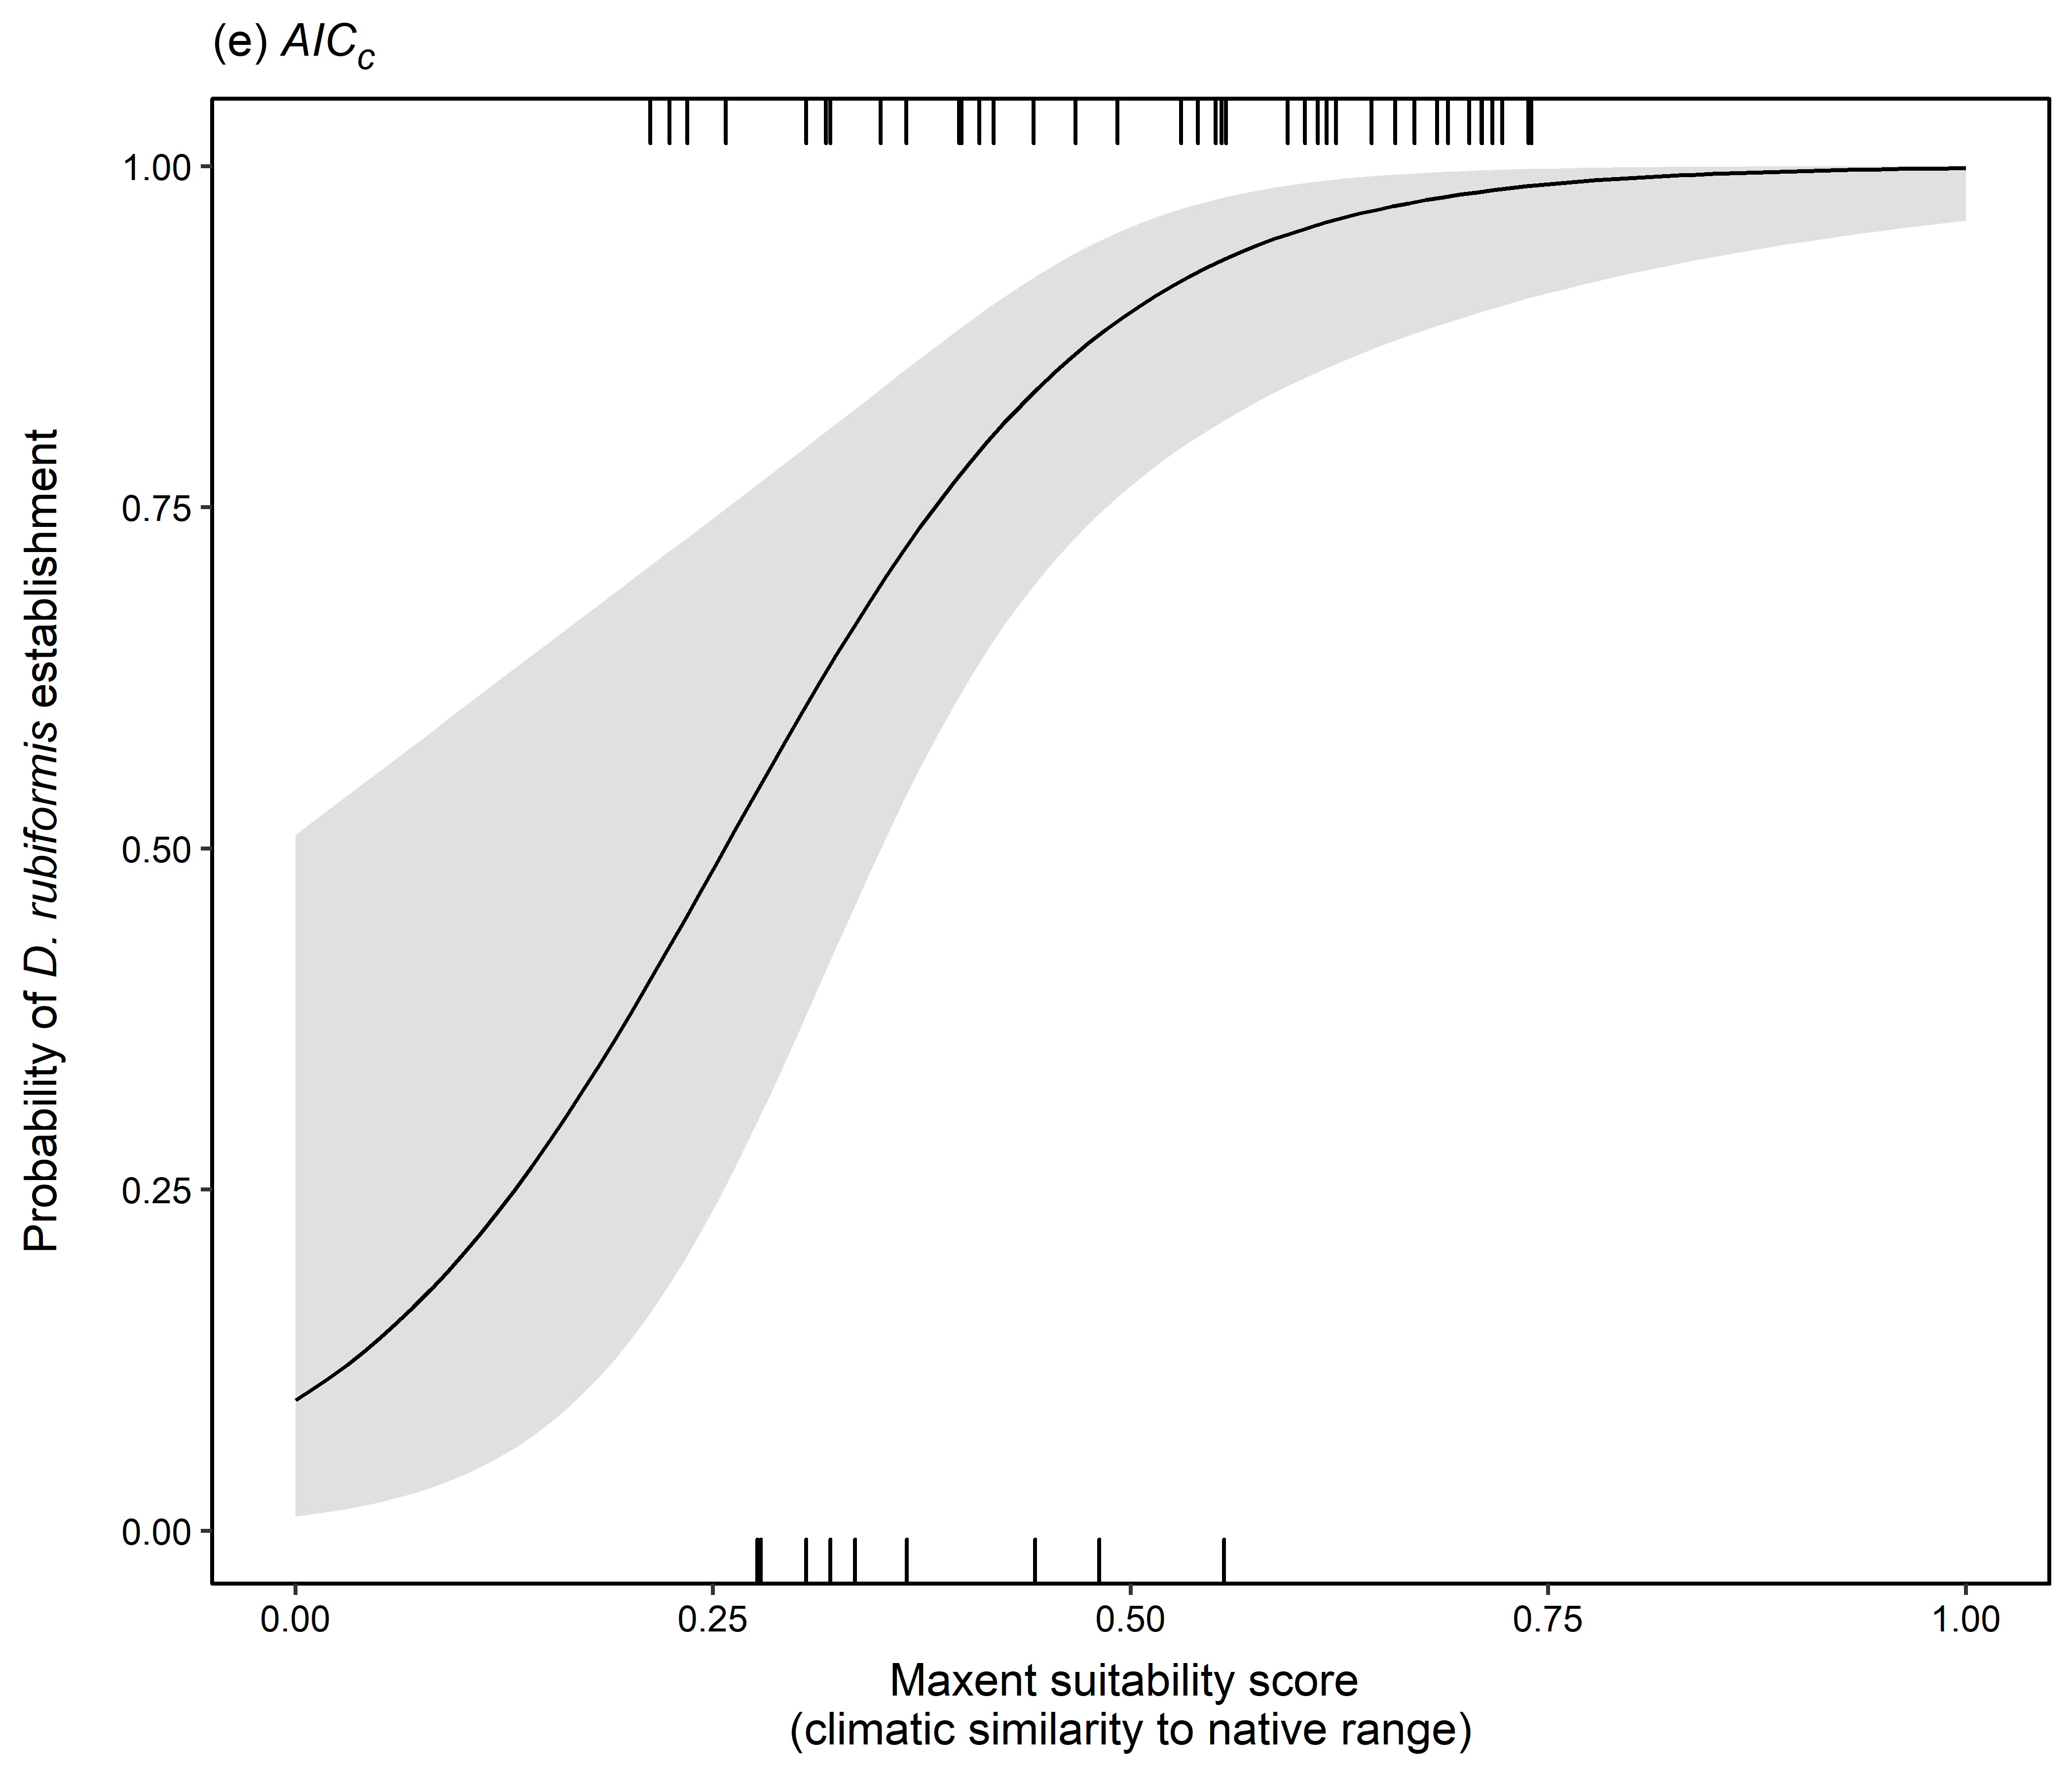 (e) AICc
1.00
0.75
0.50
0.25
0.00
Probability of D. rubiformis establishment
0.00 0.25 0.50 0.75 1.00
Maxent suitability score
(climatic similarity to native range)